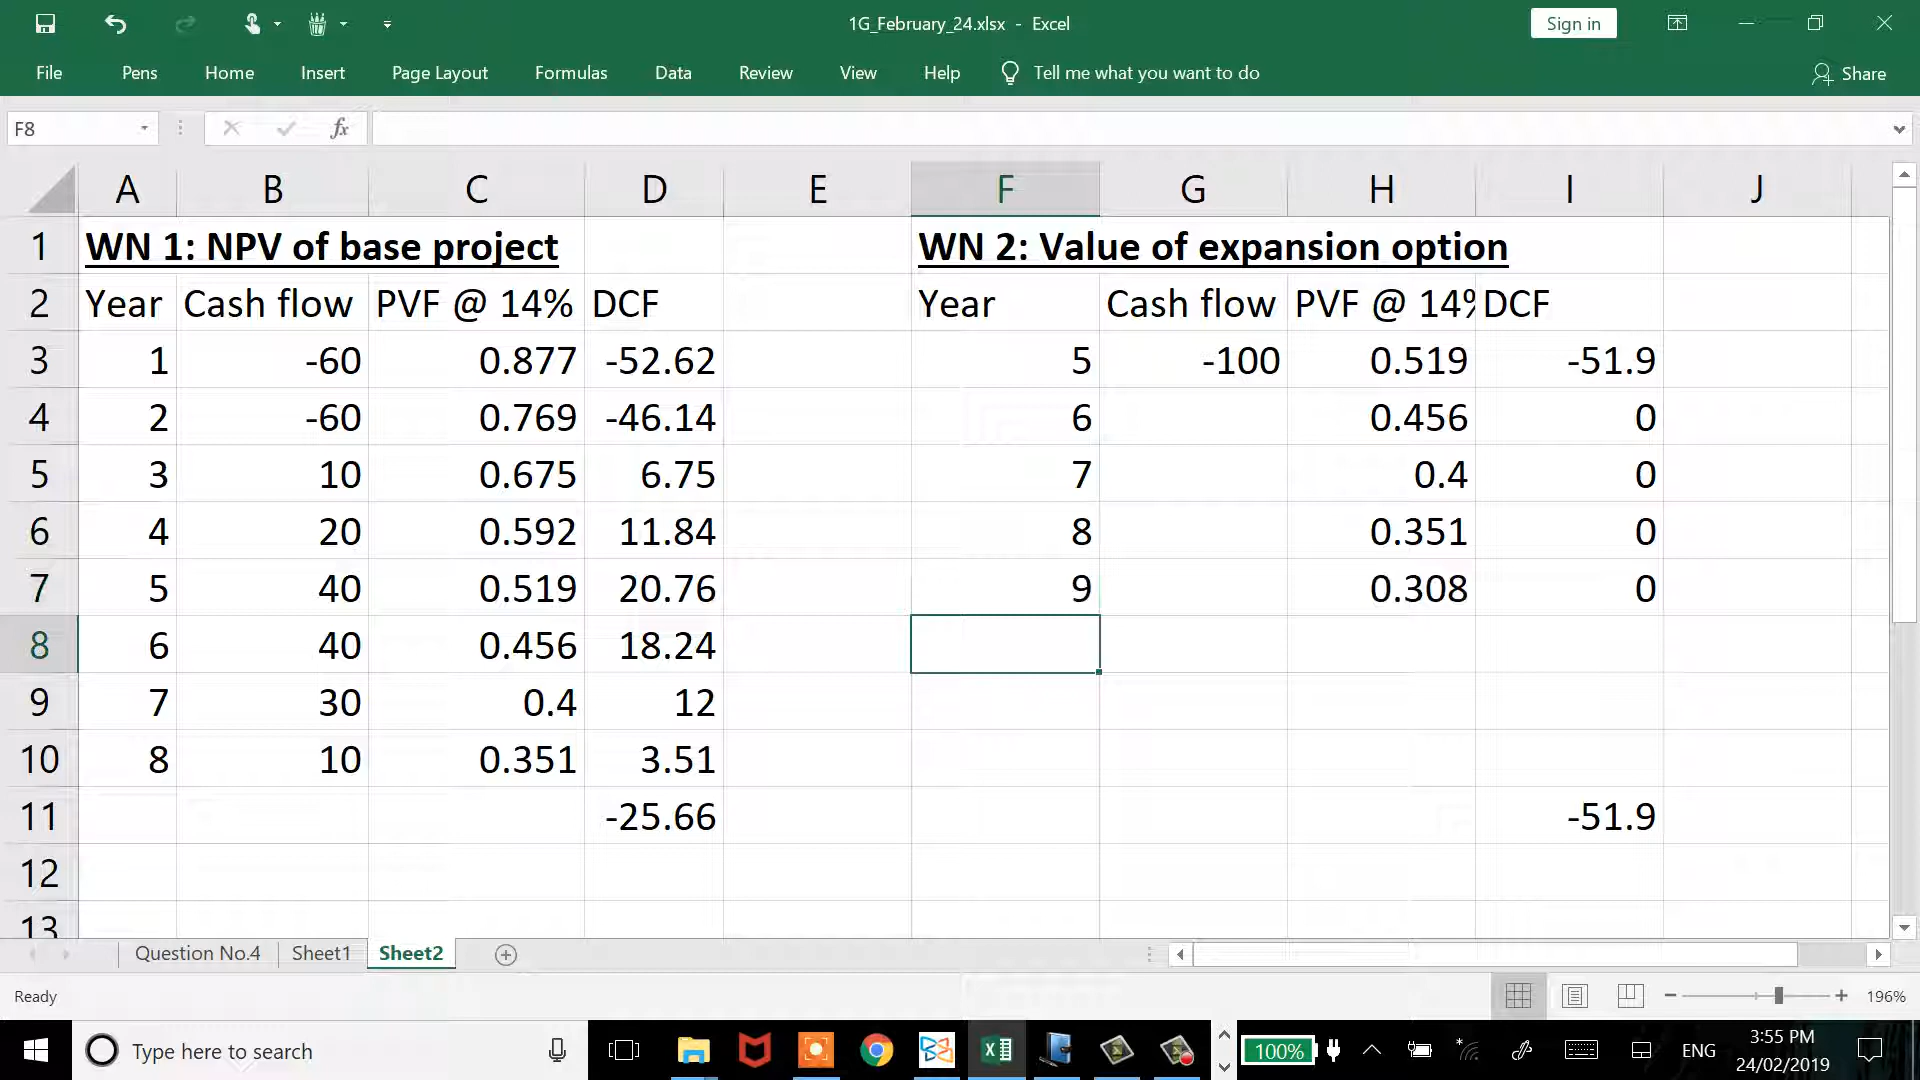 1G_February_24.xlsx - Excel
Sign in
File Pens Home Insert Page Layout Formulas Data Review View Help Tell me what you want to do Share
F8 fx
A B C D E F G H I J
1 WN 1: NPV of base project WN 2: Value of expansion option
2 Year Cash flow PVF @ 14% DCF Year Cash flow PVF @ 14% DCF
3 1 -60 0.877 -52.62 5 -100 0.519 -51.9
4 2 -60 0.769 -46.14 6 0.456 0
5 3 10 0.675 6.75 7 0.4 0
6 4 20 0.592 11.84 8 0.351 0
7 5 40 0.519 20.76 9 0.308 0
8 6 40 0.456 18.24
9 7 30 0.4 12
10 8 10 0.351 3.51
11 -25.66 -51.9
12
13
Question No.4 Sheet1 Sheet2
Ready 196%
Type here to search 100% ENG 3:55 PM
24/02/2019